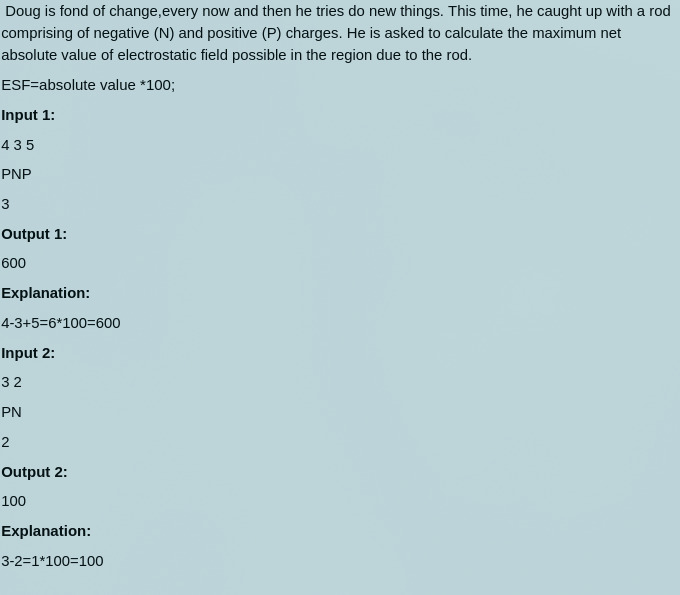 Doug is fond of change,every now and then he tries do new things. This time, he caught up with a rod
comprising of negative (N) and positive (P) charges. He is asked to calculate the maximum net
absolute value of electrostatic field possible in the region due to the rod.
ESF=absolute value *100;
Input 1:
4 3 5
PNP
3
Output 1:
600
Explanation:
4-3+5=6*100=600
Input 2:
3 2
PN
2
Output 2:
100
Explanation:
3-2=1*100=100